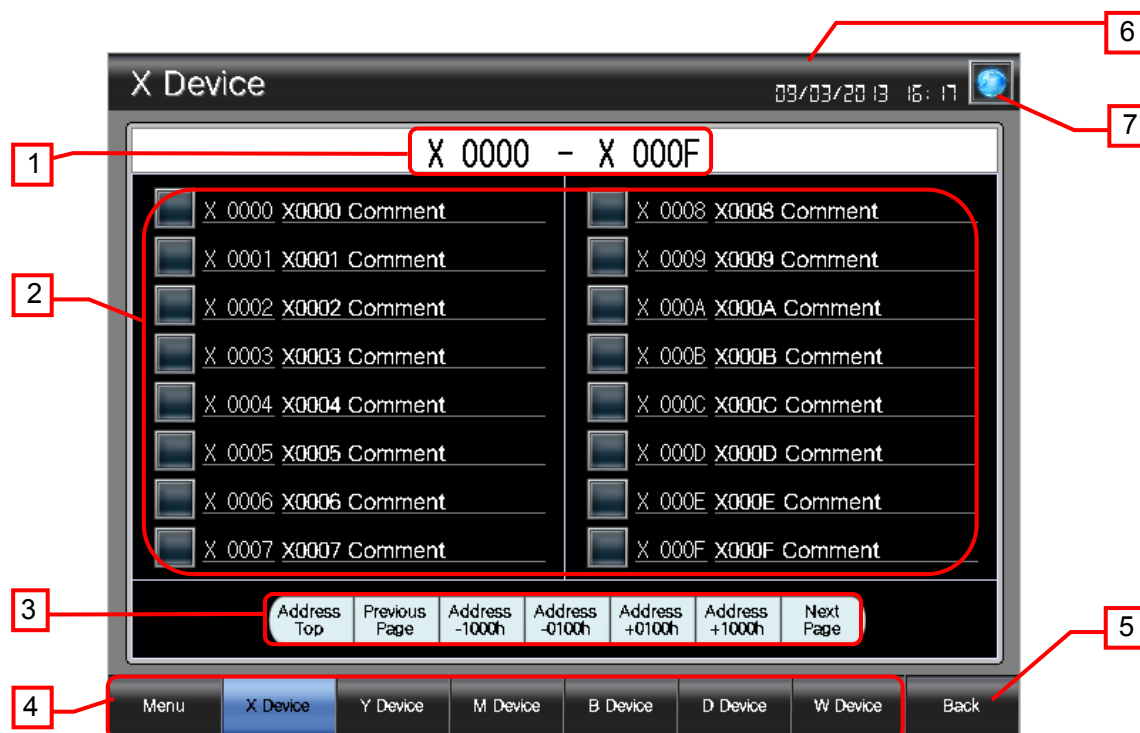 6
X Device
03/03/2013 16:17
7
1
X 0000 - X 000F
X 0000 X0000 Comment
X 0008 X0008 Comment
X 0001 X0001 Comment
X 0009 X0009 Comment
2
X 0002 X0002 Comment
X 000A X000A Comment
X 0003 X0003 Comment
X 000B X000B Comment
X 0004 X0004 Comment
X 000C X000C Comment
X 0005 X0005 Comment
X 000D X000D Comment
X 0006 X0006 Comment
X 000E X000E Comment
X 0007 X0007 Comment
X 000F X000F Comment
3
Address
Top
Previous
Page
Address
-1000h
Address
-0100h
Address
+0100h
Address
+1000h
Next
Page
5
4
Menu
X Device
Y Device
M Device
B Device
D Device
W Device
Back